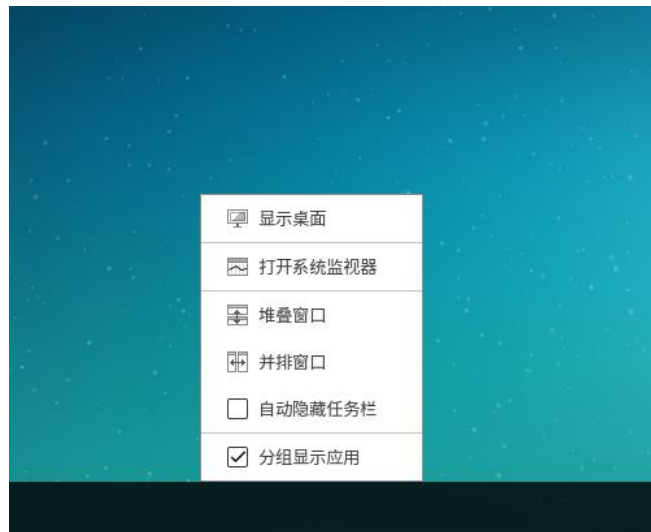 显示桌面
打开系统监视器
堆叠窗口
并排窗口
自动隐藏任务栏
分组显示应用